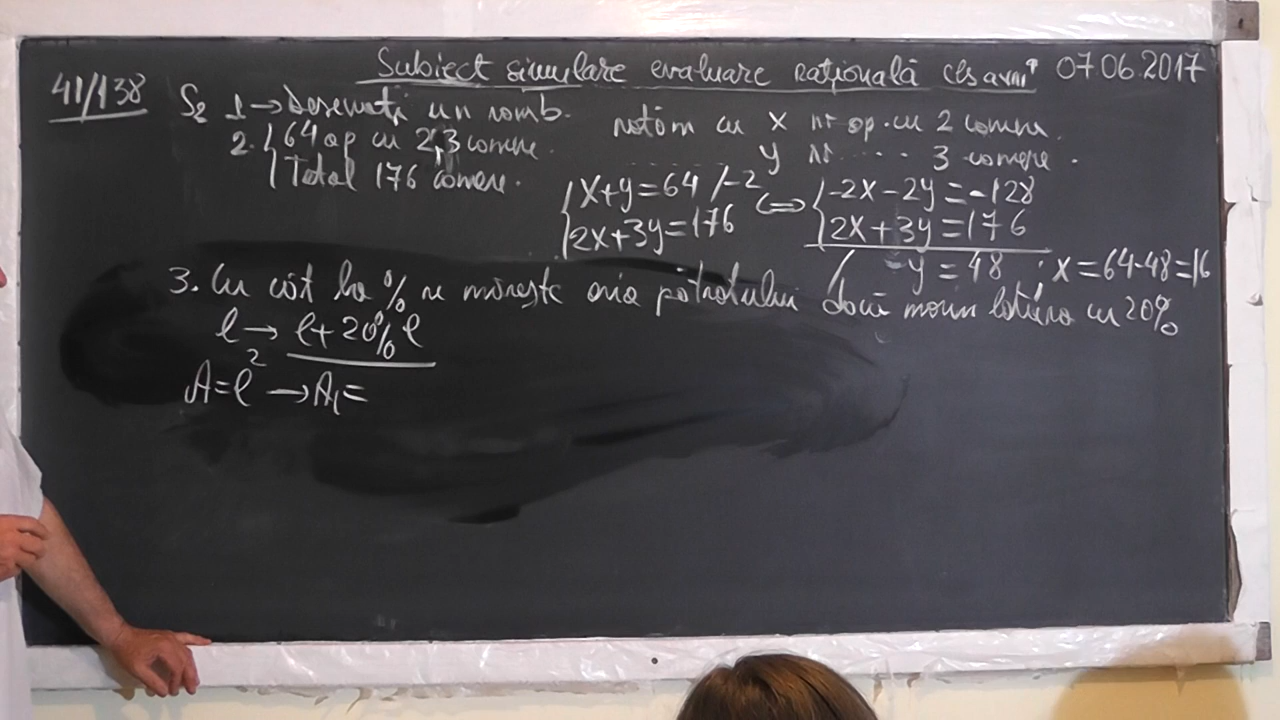 Subiect simulare evaluare națională cls a VIII a 07.06.2017
41/138
S2 1 → Desenați un romb.
2. 64 ap cu 2,3 camere.
Total 176 camere.
notăm cu x nr ap. cu 2 camere.
y nr ..... 3 camere.
x+y=64 /-2 ⟺ -2x-2y=-128
2x+3y=176 2x+3y=176
/ -y = 48 ; x=64-48=16
3. Cu cât la % se mărește aria pătratului dacă mărim latura cu 20%
l → l+20% l
A=l² → A₁=